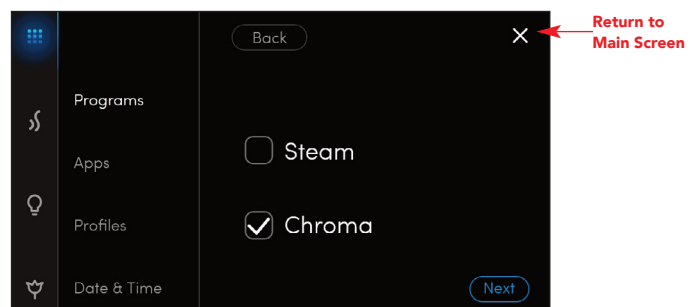 Back
Return to
Main Screen
Programs
Steam
Apps
Chroma
Profiles
Date & Time
Next